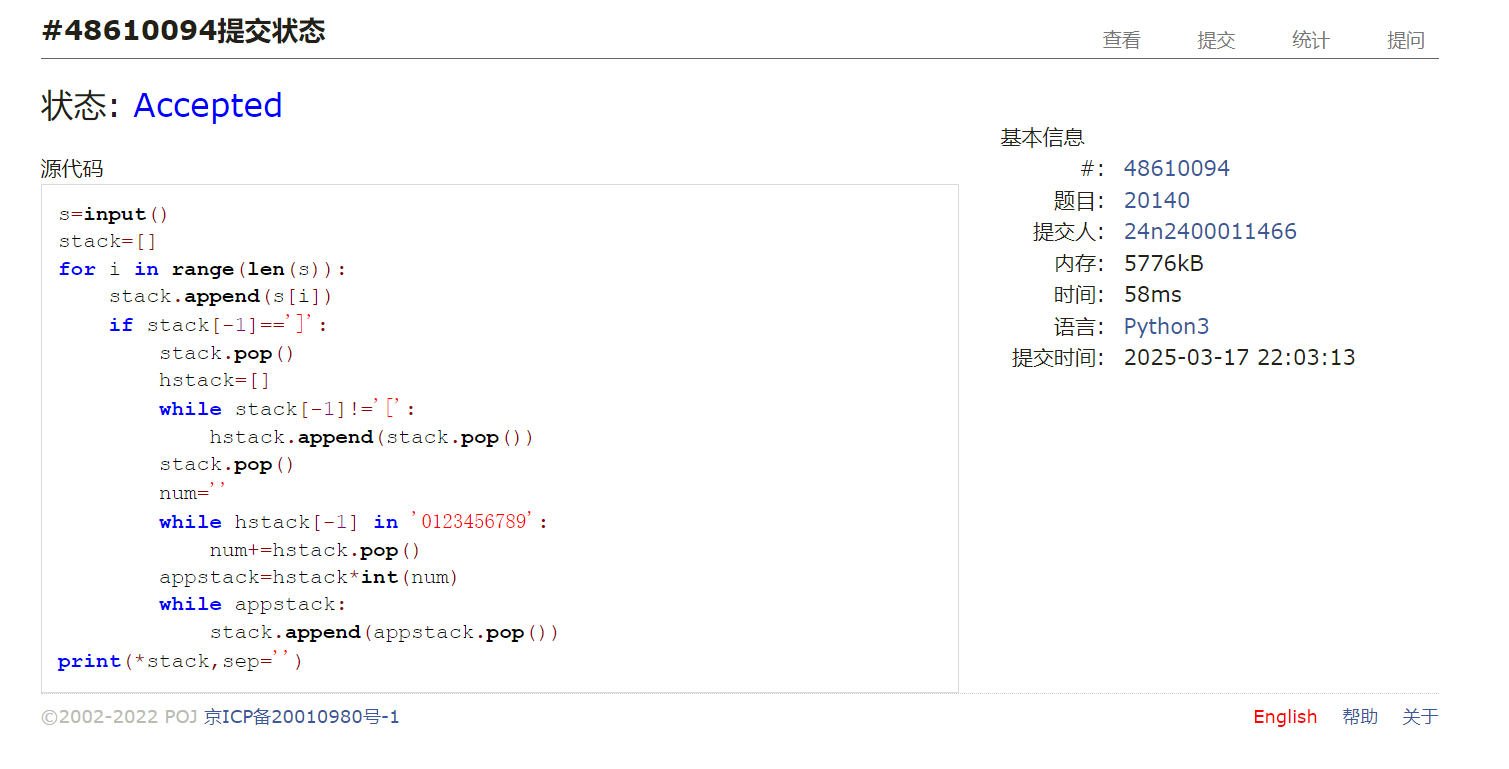 #48610094提交状态
查看 提交 统计 提问
状态: Accepted
源代码
s=input()
stack=[]
for i in range(len(s)):
    stack.append(s[i])
    if stack[-1]==']':
        stack.pop()
        hstack=[]
        while stack[-1]!='[':
            hstack.append(stack.pop())
        stack.pop()
        num=''
        while hstack[-1] in '0123456789':
            num+=hstack.pop()
        appstack=hstack*int(num)
        while appstack:
            stack.append(appstack.pop())
print(*stack,sep='')
基本信息
#: 48610094
题目: 20140
提交人: 24n2400011466
内存: 5776kB
时间: 58ms
语言: Python3
提交时间: 2025-03-17 22:03:13
©2002-2022 POJ 京ICP备20010980号-1
English 帮助 关于